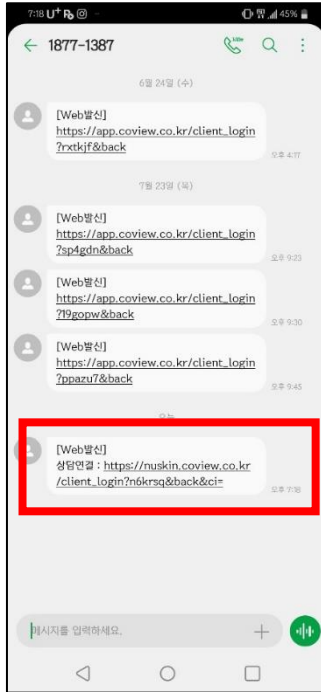 7:18 U+ 45%
1877-1387
6월 24일 (수)
[Web발신]
https://app.coview.co.kr/client_login
?rxtkjf&back
오후 4:17
7월 23일 (목)
[Web발신]
https://app.coview.co.kr/client_login
?sp4gdn&back
오후 9:23
[Web발신]
https://app.coview.co.kr/client_login
?19gopw&back
오후 9:30
[Web발신]
https://app.coview.co.kr/client_login
?ppazu7&back
오후 9:45
오늘
[Web발신]
상담연결 : https://nuskin.coview.co.kr
/client_login?n6krsq&back&ci=
오후 7:18
메시지를 입력하세요.